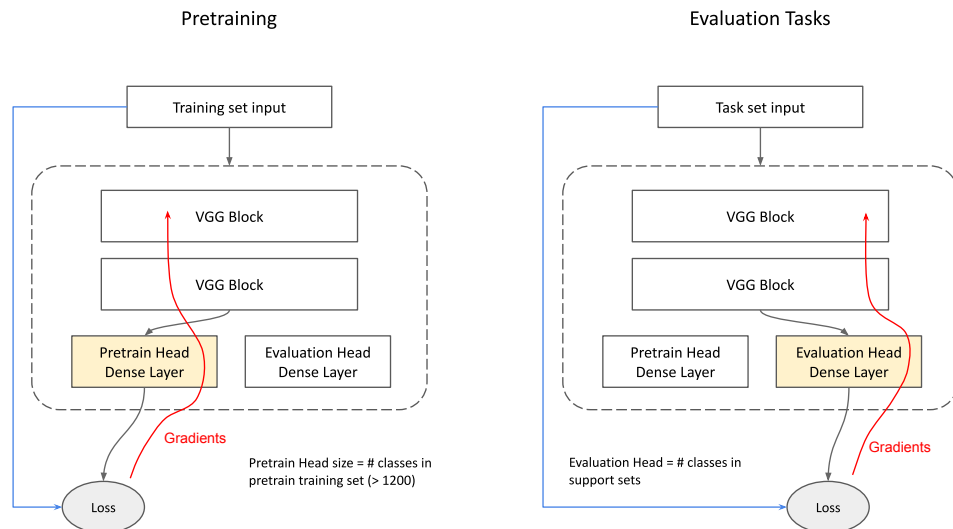 Pretraining
Training set input
VGG Block
VGG Block
Pretrain Head
Dense Layer
Evaluation Head
Dense Layer
Gradients
Pretrain Head size = # classes in
pretrain training set (> 1200)
Loss
Evaluation Tasks
Task set input
VGG Block
VGG Block
Pretrain Head
Dense Layer
Evaluation Head
Dense Layer
Gradients
Evaluation Head = # classes in
support sets
Loss